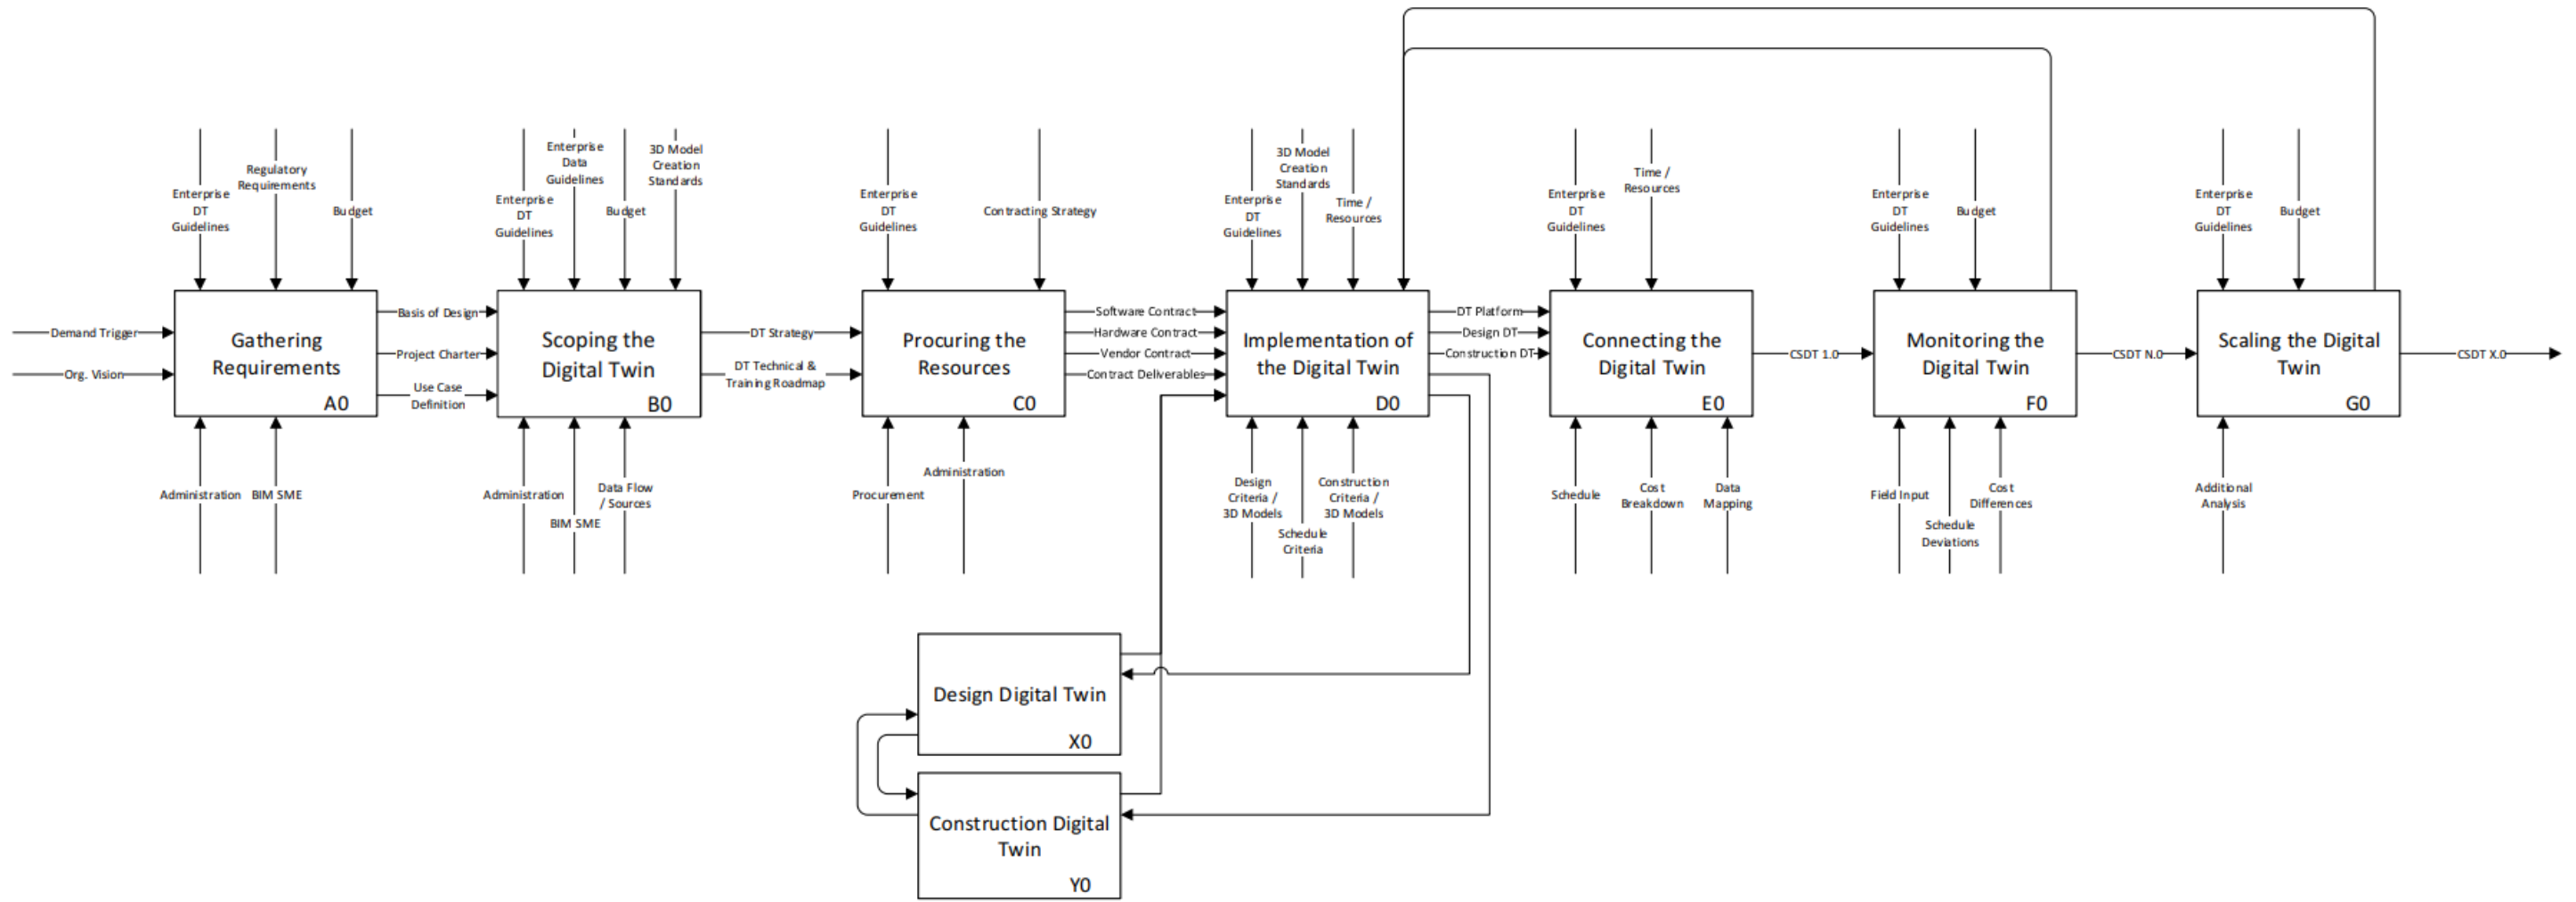 Enterprise
DT
Guidelines
Regulatory
Requirements
Budget
Enterprise
DT
Guidelines
Enterprise
Data
Guidelines
Budget
3D Model
Creation
Standards
Enterprise
DT
Guidelines
Contracting Strategy
Enterprise
DT
Guidelines
3D Model
Creation
Standards
Time /
Resources
Enterprise
DT
Guidelines
Time /
Resources
Enterprise
DT
Guidelines
Budget
Enterprise
DT
Guidelines
Budget
Demand Trigger
Org. Vision
Gathering
Requirements
A0
Basis of Design
Project Charter
Use Case
Definition
Scoping the
Digital Twin
B0
DT Strategy
DT Technical &
Training Roadmap
Procuring the
Resources
C0
Software Contract
Hardware Contract
Vendor Contract
Contract Deliverables
Implementation of
the Digital Twin
D0
DT Platform
Design DT
Construction DT
Connecting the
Digital Twin
E0
CSDT 1.0
Monitoring the
Digital Twin
F0
CSDT N.0
Scaling the Digital
Twin
G0
CSDT X.0
Administration
BIM SME
Administration
BIM SME
Data Flow
/ Sources
Procurement
Administration
Design
Criteria /
3D Models
Schedule
Criteria
Construction
Criteria /
3D Models
Schedule
Cost
Breakdown
Data
Mapping
Field Input
Schedule
Deviations
Cost
Differences
Additional
Analysis
Design Digital Twin
X0
Construction Digital
Twin
Y0